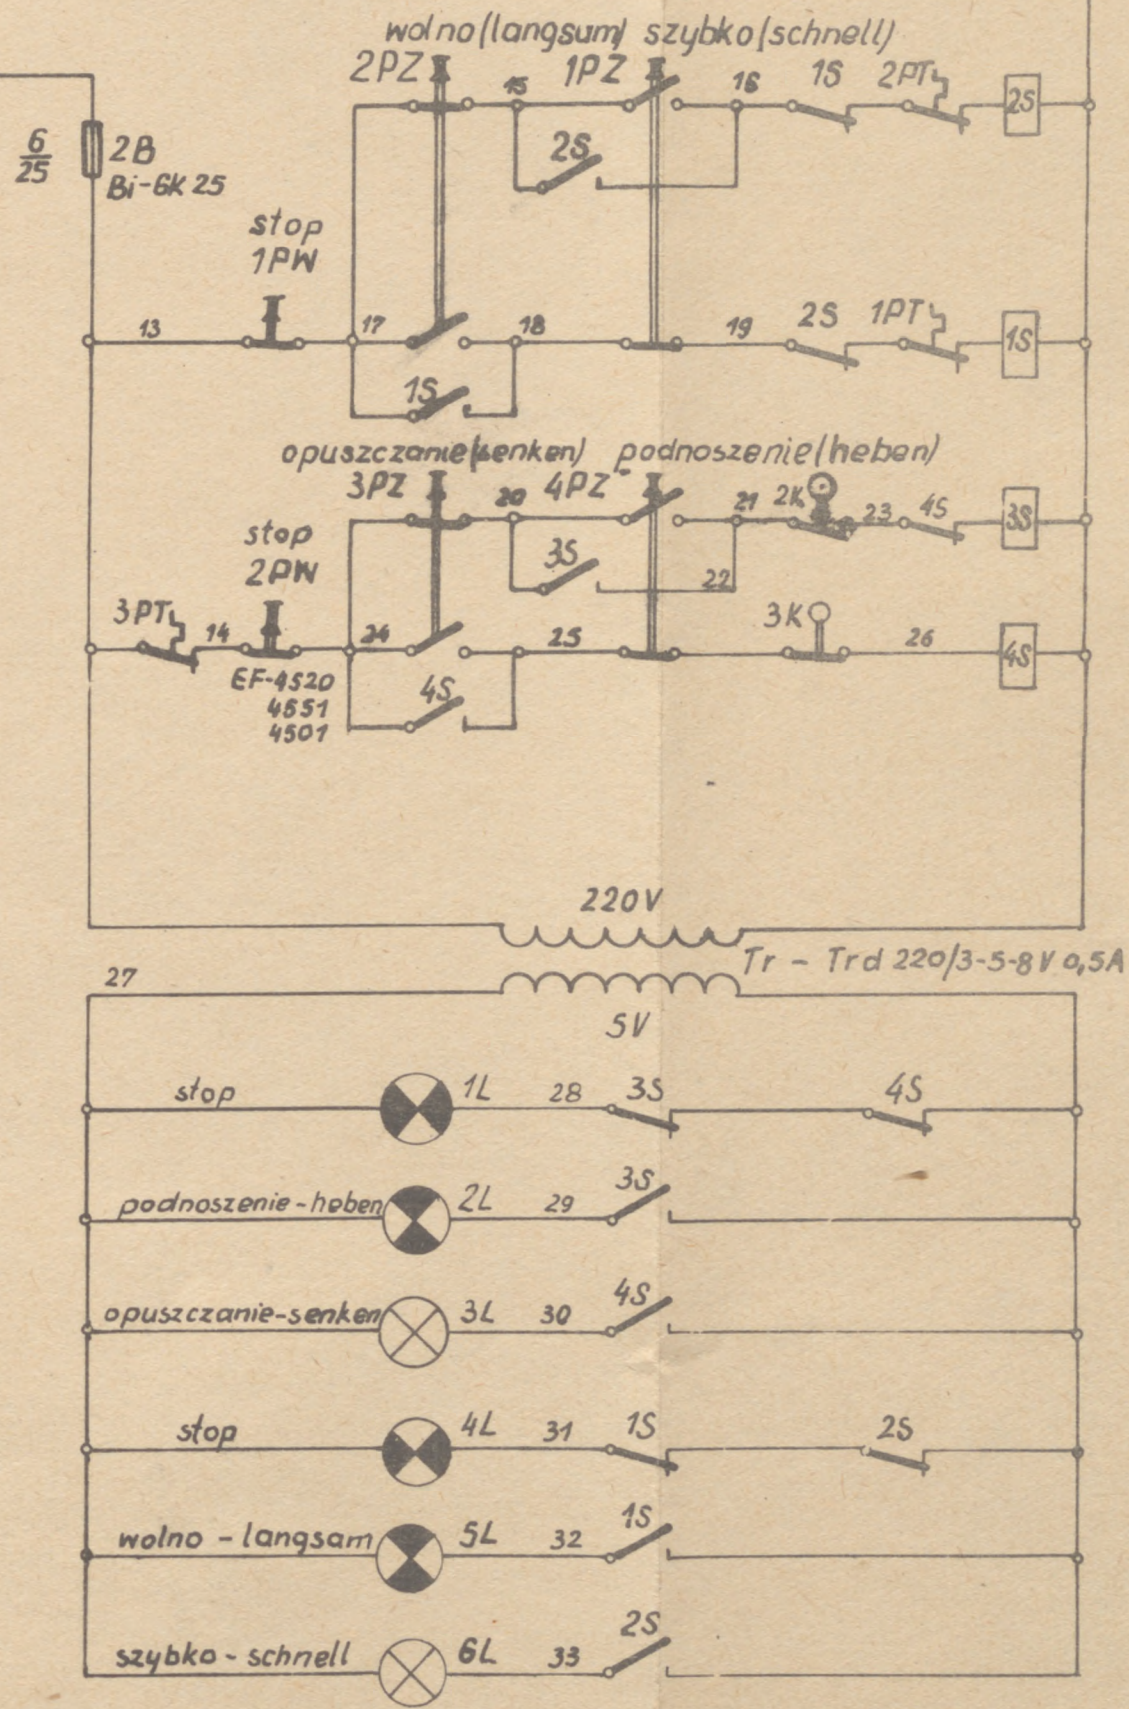 wolno (langsum) szybko (schnell)
2PZ 15 1PZ 16 1S 2PT 2S
6/25 2B
Bi-GK 25
2S
stop
1PW
13 17 18 19 2S 1PT 1S
1S
opuszczanie (senken) podnoszenie (heben)
3PZ 20 4PZ 21 2K 23 4S 3S
stop
2PW
3S 22
3PT 14 24 25 3K 26 4S
EF-4520
4651
4501
4S
220V
Tr - Trd 220/3-5-8V 0,5A
27
5V
stop 1L 28 3S 4S
podnoszenie-heben 2L 29 3S
opuszczanie-senken 3L 30 4S
stop 4L 31 1S 2S
wolno - langsam 5L 32 1S
szybko - schnell 6L 33 2S